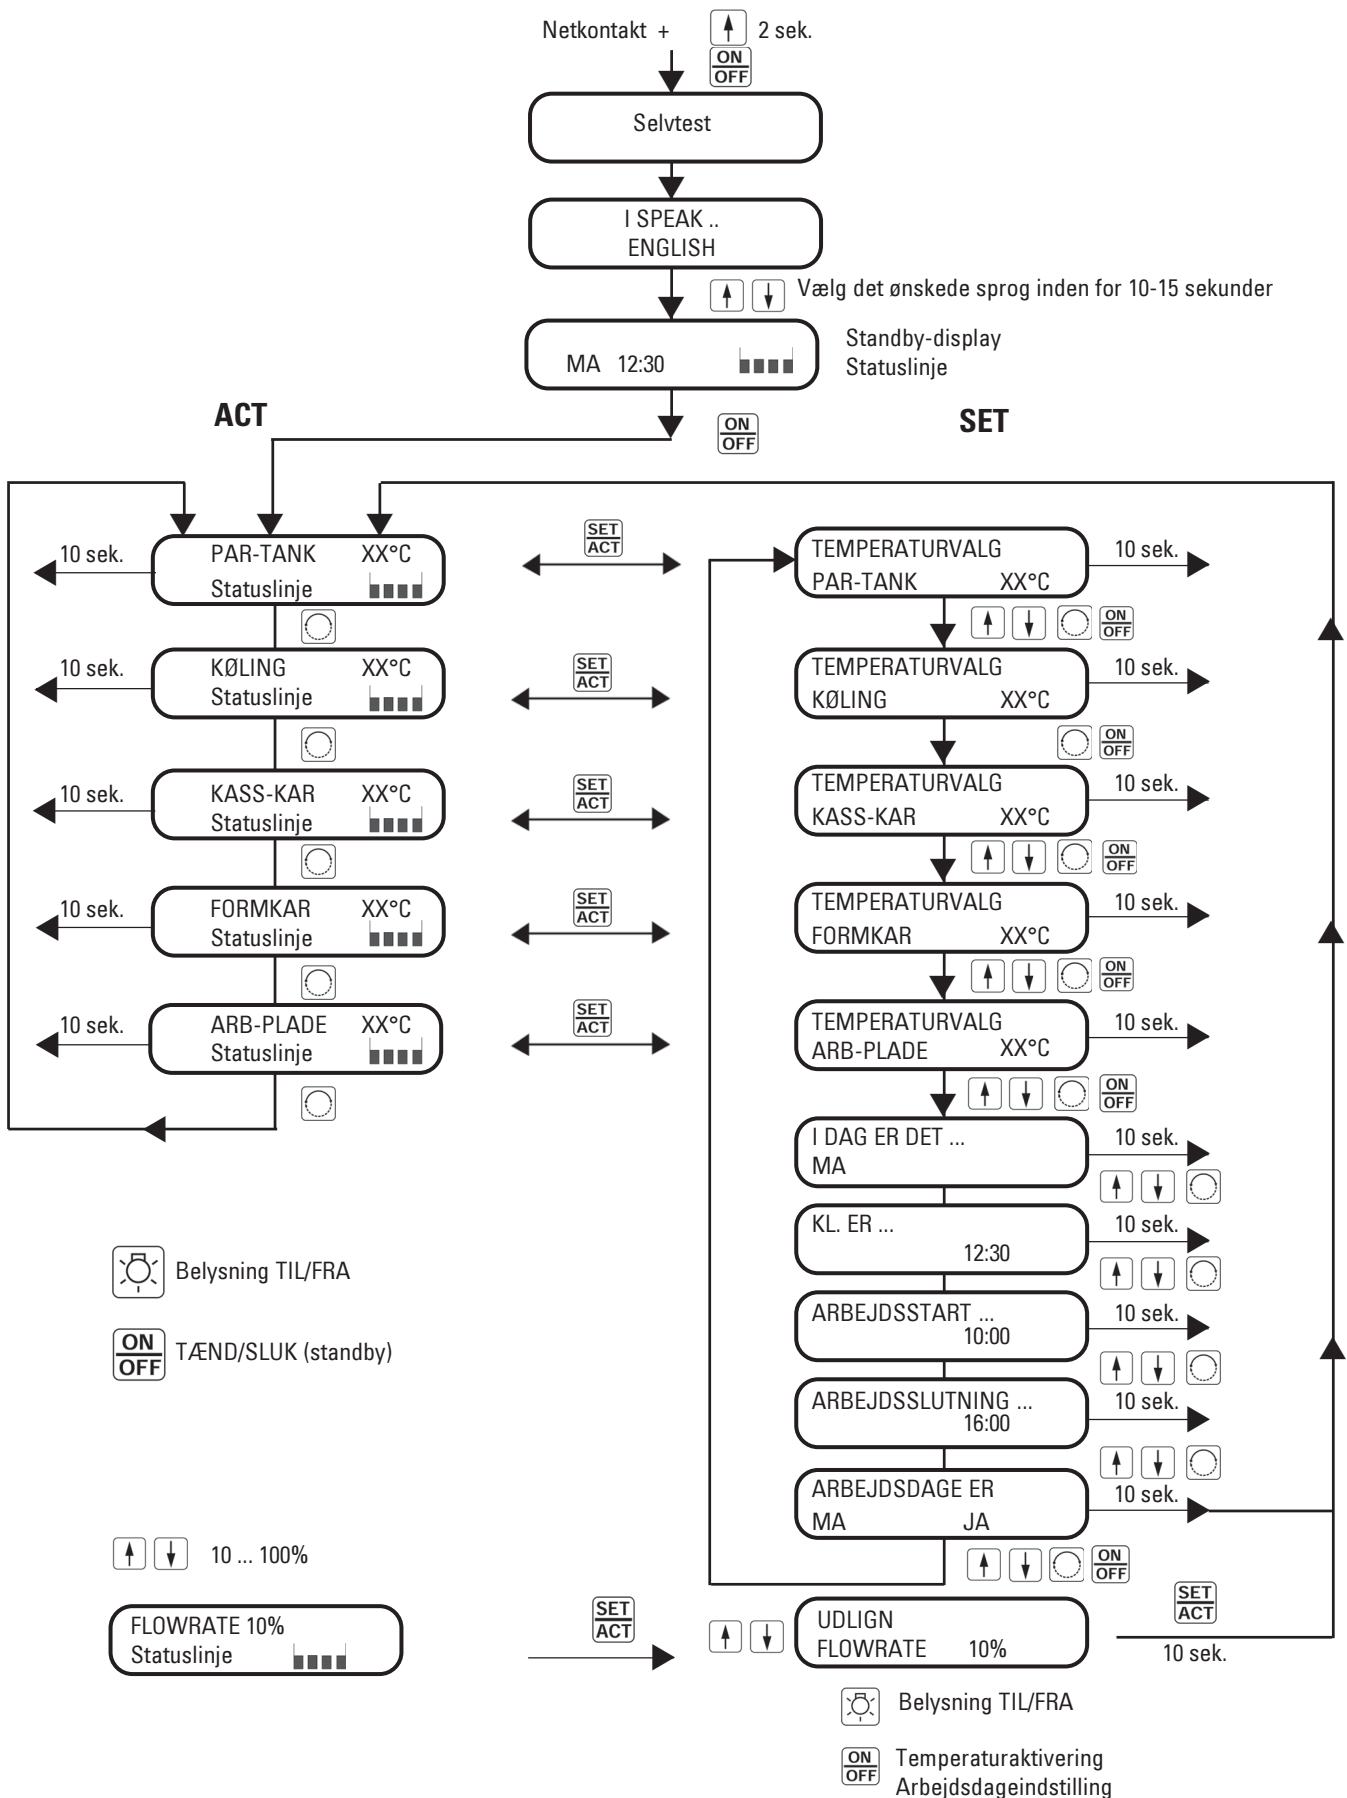 Netkontakt + 2 sek.
ON
OFF
Selvtest
I SPEAK ..
ENGLISH
Vælg det ønskede sprog inden for 10-15 sekunder
MA 12:30
Standby-display
Statuslinje
ON
OFF
ACT
SET
10 sek.
PAR-TANK XX°C
Statuslinje
SET
ACT
TEMPERATURVALG
PAR-TANK XX°C
10 sek.
ON
OFF
10 sek.
KØLING XX°C
Statuslinje
SET
ACT
TEMPERATURVALG
KØLING XX°C
10 sek.
ON
OFF
10 sek.
KASS-KAR XX°C
Statuslinje
SET
ACT
TEMPERATURVALG
KASS-KAR XX°C
10 sek.
ON
OFF
10 sek.
FORMKAR XX°C
Statuslinje
SET
ACT
TEMPERATURVALG
FORMKAR XX°C
10 sek.
ON
OFF
10 sek.
ARB-PLADE XX°C
Statuslinje
SET
ACT
TEMPERATURVALG
ARB-PLADE XX°C
10 sek.
ON
OFF
I DAG ER DET ...
MA
10 sek.
KL. ER ...
12:30
10 sek.
Belysning TIL/FRA
ON
OFF
TÆND/SLUK (standby)
ARBEJDSSTART ...
10:00
10 sek.
ARBEJDSSLUTNING ...
16:00
10 sek.
ARBEJDSDAGE ER
MA JA
10 sek.
ON
OFF
10 ... 100%
FLOWRATE 10%
Statuslinje
SET
ACT
UDLIGN
FLOWRATE 10%
SET
ACT
10 sek.
Belysning TIL/FRA
ON
OFF
Temperaturaktivering
Arbejdsdageindstilling